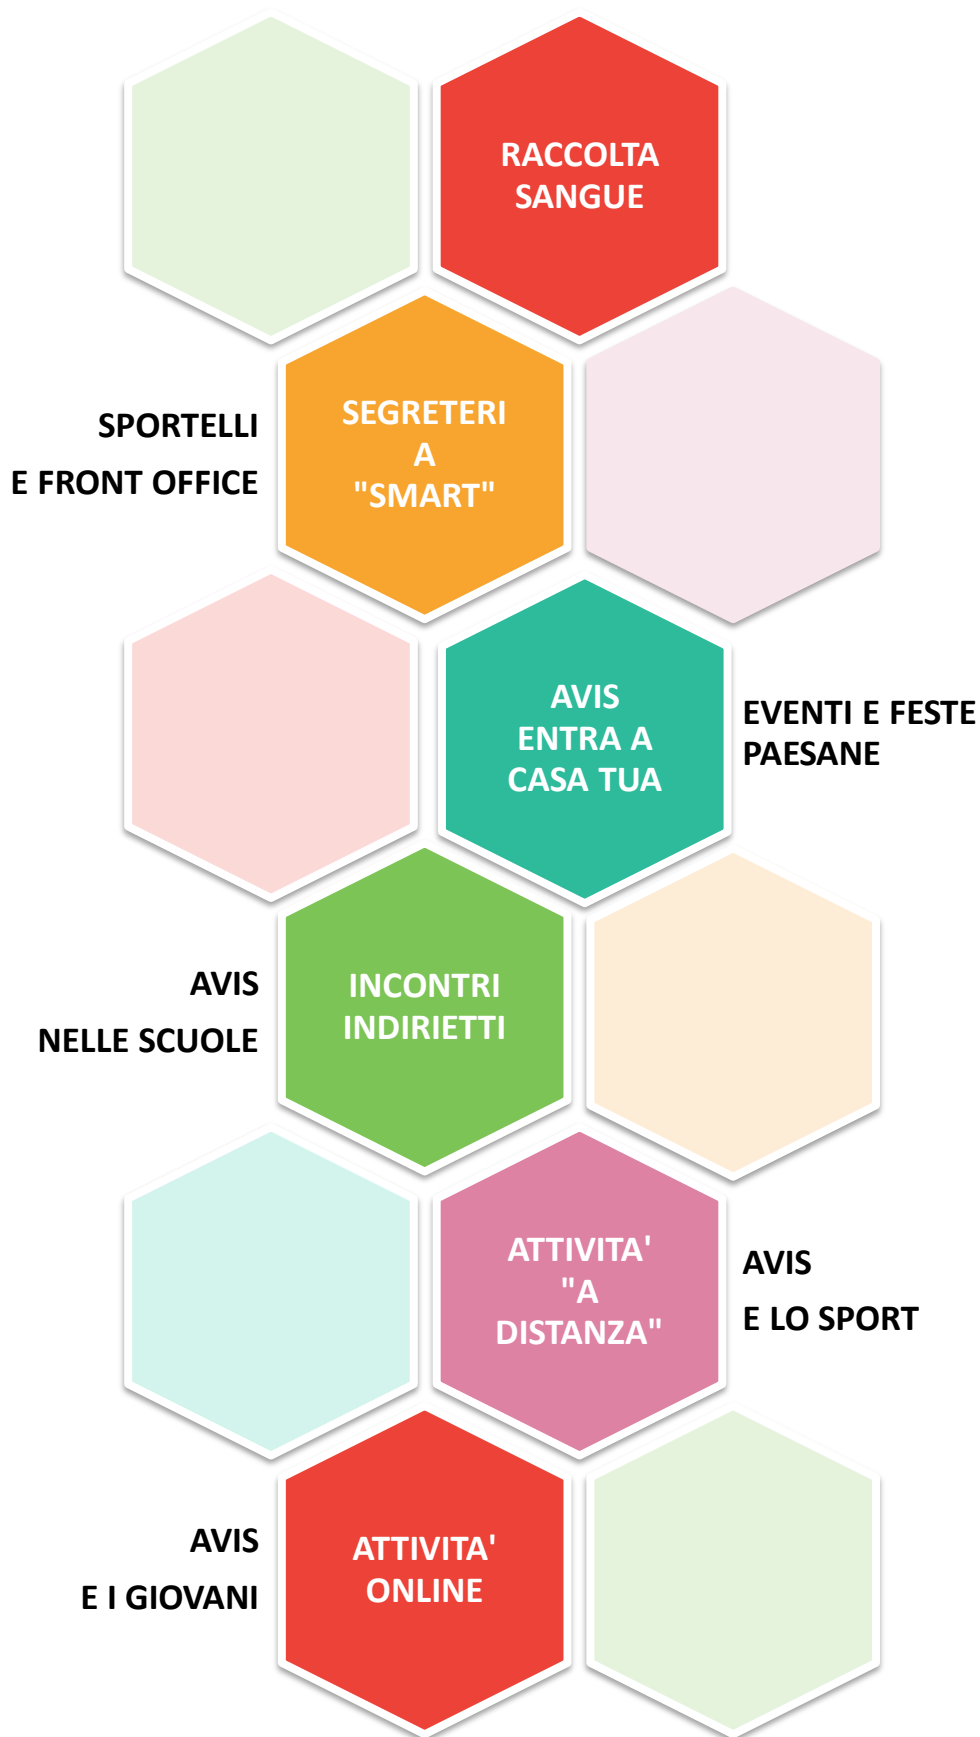 RACCOLTA
SANGUE
SPORTELLI
E FRONT OFFICE
SEGRETERI
A
"SMART"
AVIS
ENTRA A
CASA TUA
EVENTI E FESTE
PAESANE
AVIS
NELLE SCUOLE
INCONTRI
INDIRIETTI
ATTIVITA'
"A
DISTANZA"
AVIS
E LO SPORT
AVIS
E I GIOVANI
ATTIVITA'
ONLINE